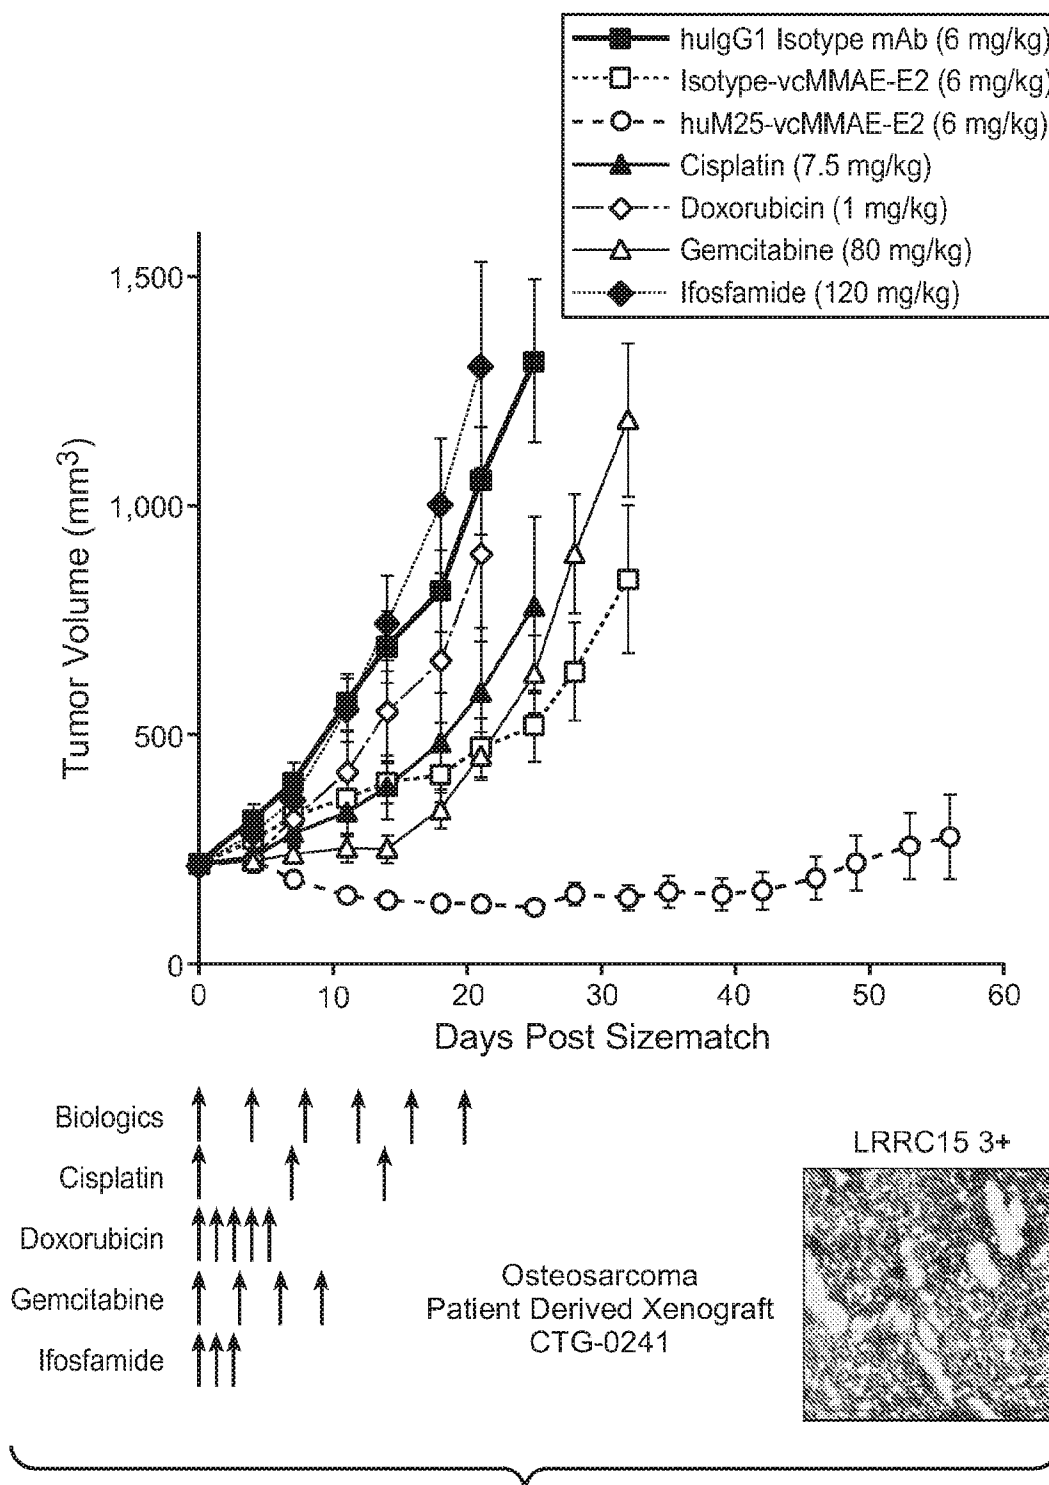 huIgG1 Isotype mAb (6 mg/kg)
Isotype-vcMMAE-E2 (6 mg/kg)
huM25-vcMMAE-E2 (6 mg/kg)
Cisplatin (7.5 mg/kg)
Doxorubicin (1 mg/kg)
Gemcitabine (80 mg/kg)
Ifosfamide (120 mg/kg)
1,500
1,000
500
0
Tumor Volume (mm³)
0 10 20 30 40 50 60
Days Post Sizematch
Biologics
Cisplatin
Doxorubicin
Gemcitabine
Ifosfamide
Osteosarcoma
Patient Derived Xenograft
CTG-0241
LRRC15 3+